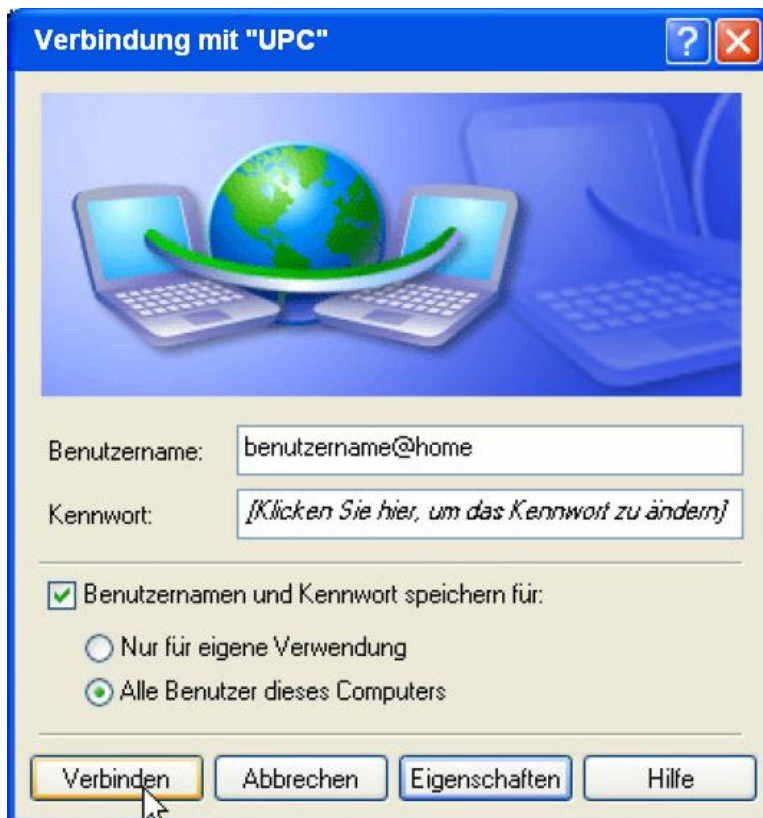 Verbindung mit "UPC"
Benutzername: benutzername@home
Kennwort: [Klicken Sie hier, um das Kennwort zu ändern]
Benutzernamen und Kennwort speichern für:
Nur für eigene Verwendung
Alle Benutzer dieses Computers
Verbinden Abbrechen Eigenschaften Hilfe